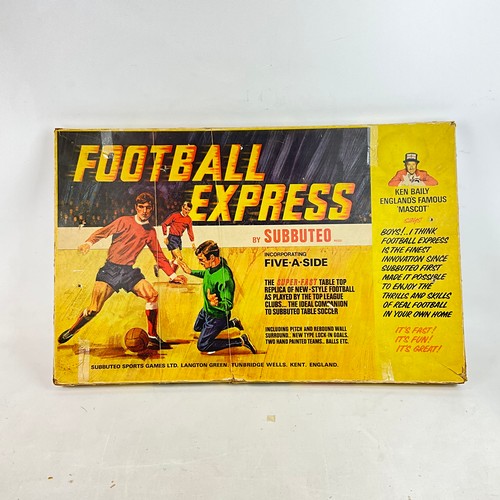 FOOTBALL
EXPRESS
BY SUBBUTEO
INCORPORATING
FIVE·A·SIDE
THE SUPER-FAST TABLE TOP
REPLICA OF NEW-STYLE FOOTBALL
AS PLAYED BY THE TOP LEAGUE
CLUBS... THE IDEAL COMPANION
TO SUBBUTEO TABLE SOCCER
INCLUDING PITCH AND REBOUND WALL
SURROUND.. NEW TYPE LOCK-IN GOALS,
TWO HAND PAINTED TEAMS.. BALLS ETC.
SUBBUTEO SPORTS GAMES LTD. LANGTON GREEN. TUNBRIDGE WELLS. KENT. ENGLAND.
KEN BAILY
ENGLANDS FAMOUS
'MASCOT'
BOYS!..I THINK
FOOTBALL EXPRESS
IS THE FINEST
INNOVATION SINCE
SUBBUTEO FIRST
MADE IT POSSIBLE
TO ENJOY THE
THRILLS AND SKILLS
OF REAL FOOTBALL
IN YOUR OWN HOME
IT'S FAST!
IT'S FUN!
IT'S GREAT!